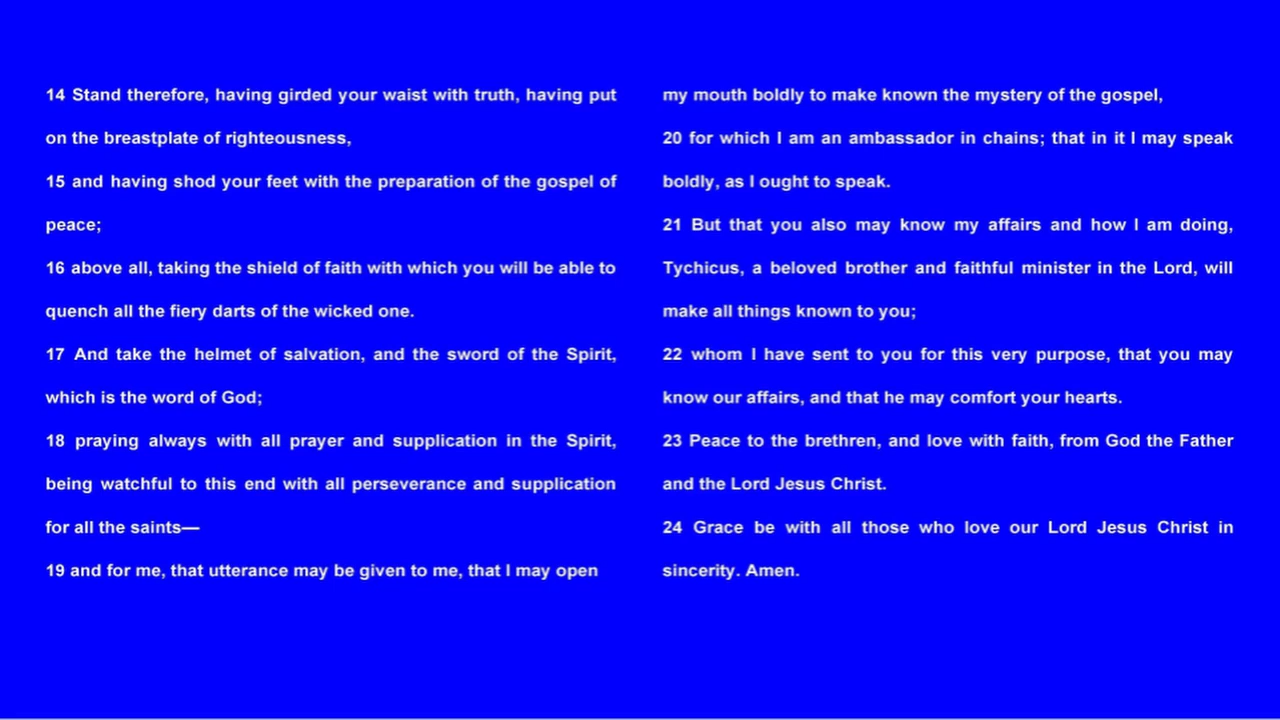 14 Stand therefore, having girded your waist with truth, having put
on the breastplate of righteousness,
15 and having shod your feet with the preparation of the gospel of
peace;
16 above all, taking the shield of faith with which you will be able to
quench all the fiery darts of the wicked one.
17 And take the helmet of salvation, and the sword of the Spirit,
which is the word of God;
18 praying always with all prayer and supplication in the Spirit,
being watchful to this end with all perseverance and supplication
for all the saints—
19 and for me, that utterance may be given to me, that I may open
my mouth boldly to make known the mystery of the gospel,
20 for which I am an ambassador in chains; that in it I may speak
boldly, as I ought to speak.
21 But that you also may know my affairs and how I am doing,
Tychicus, a beloved brother and faithful minister in the Lord, will
make all things known to you;
22 whom I have sent to you for this very purpose, that you may
know our affairs, and that he may comfort your hearts.
23 Peace to the brethren, and love with faith, from God the Father
and the Lord Jesus Christ.
24 Grace be with all those who love our Lord Jesus Christ in
sincerity. Amen.